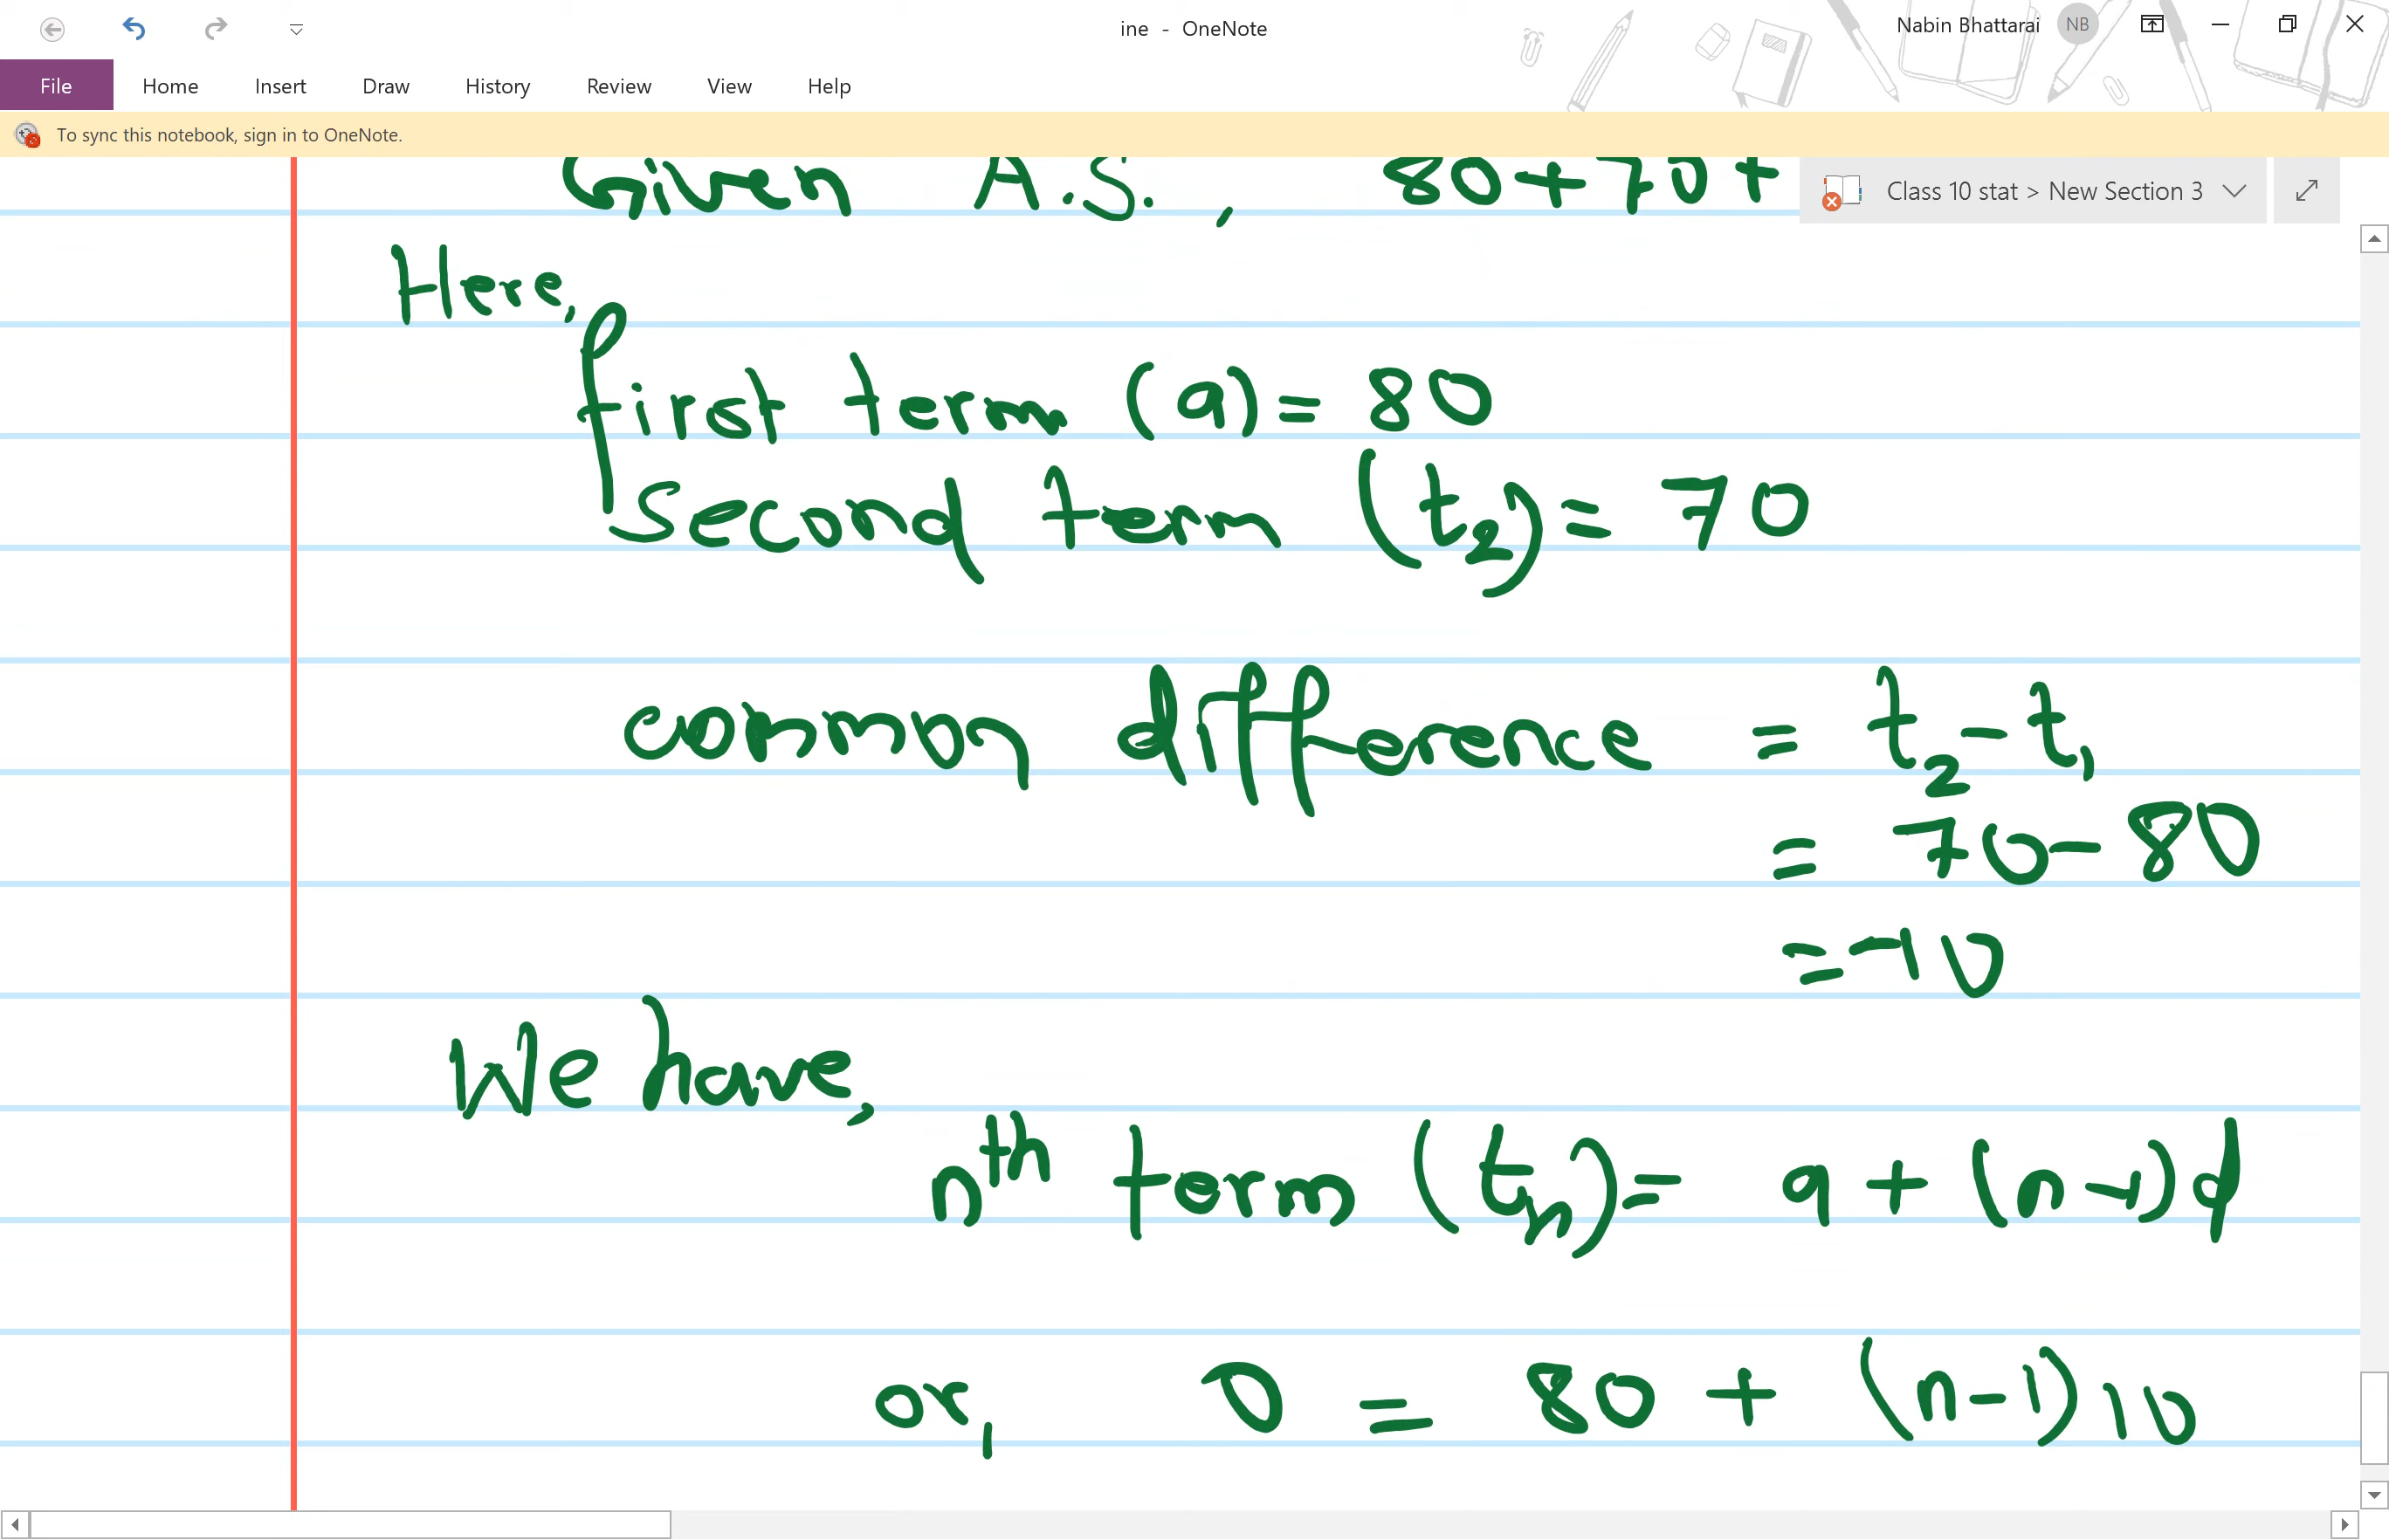 ine - OneNote
Nabin Bhattarai NB
File Home Insert Draw History Review View Help
To sync this notebook, sign in to OneNote.
Class 10 stat > New Section 3
Given A.S., 80+70+
Here,
first term (a) = 80
Second term (t₂) = 70
common difference = t₂ - t₁
= 70 - 80
= -10
We have,
nᵗʰ term (tₙ) = a + (n-1)d
or, 0 = 80 + (n-1)10